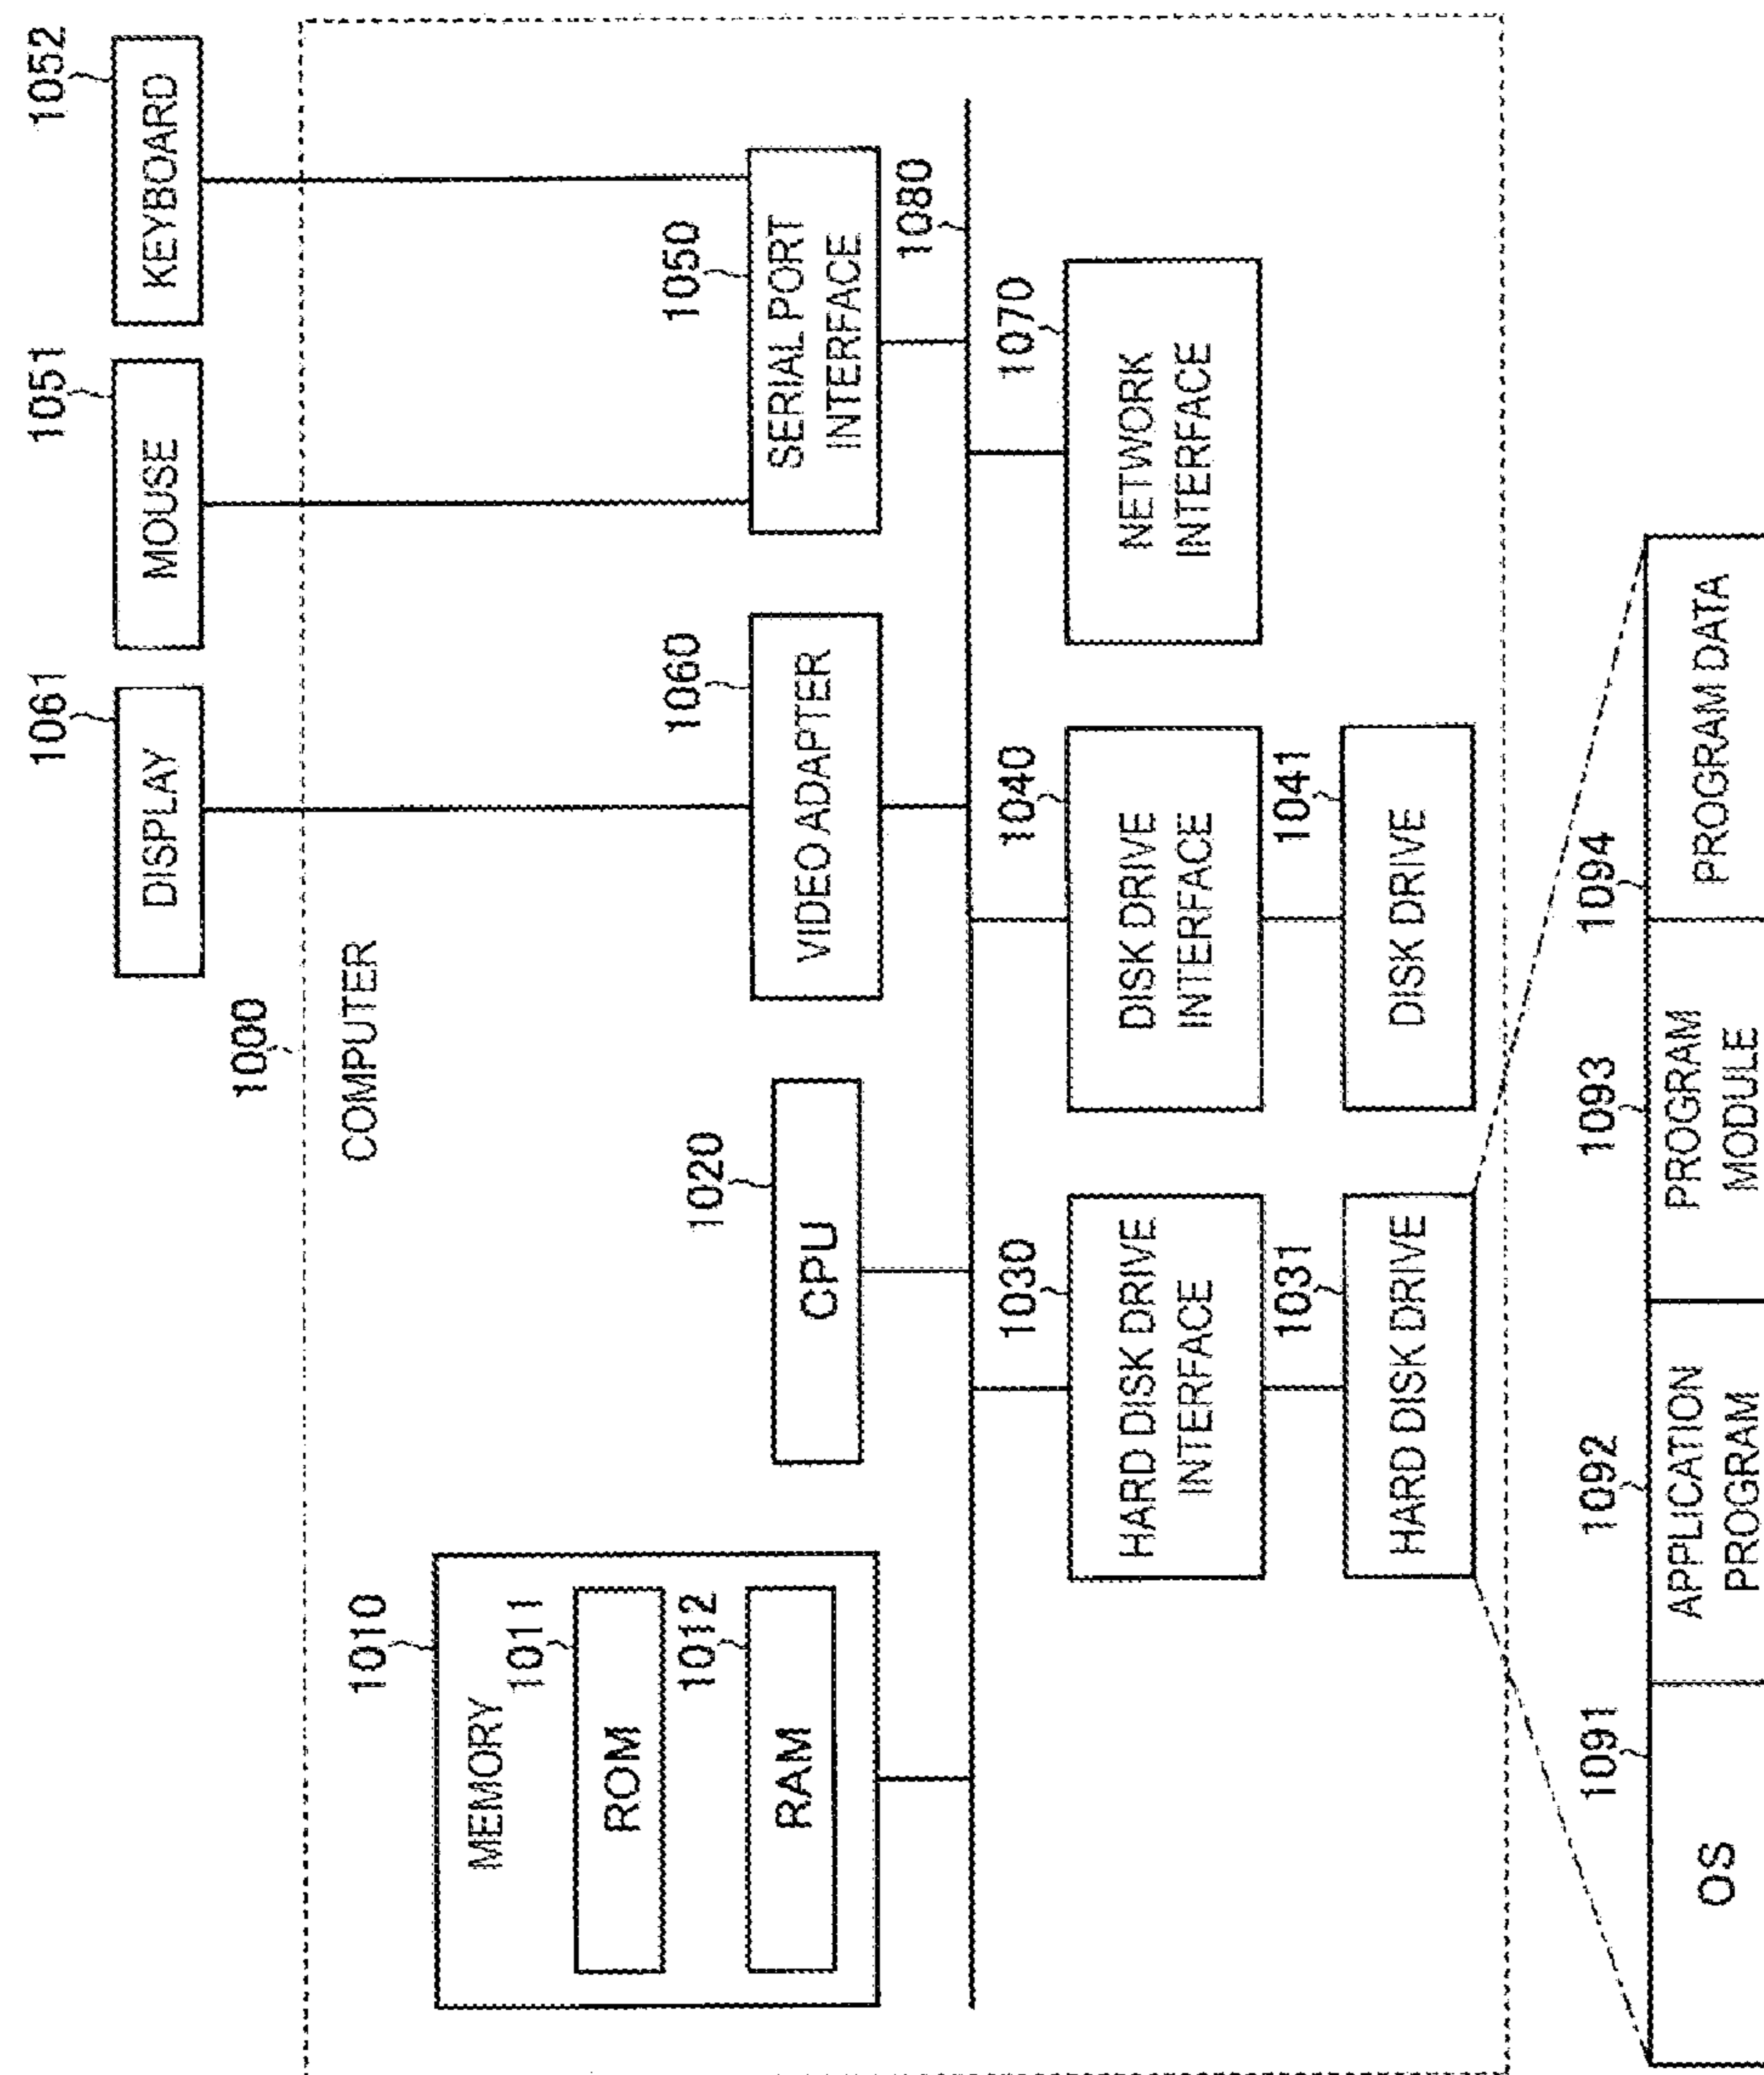 1000
COMPUTER
1010
MEMORY
1011
ROM
1012
RAM
1020
CPU
1061
DISPLAY
1051
MOUSE
1052
KEYBOARD
1060
VIDEO ADAPTER
1050
SERIAL PORT
INTERFACE
1080
1030
HARD DISK DRIVE
INTERFACE
1040
DISK DRIVE
INTERFACE
1070
NETWORK
INTERFACE
1031
HARD DISK DRIVE
1041
DISK DRIVE
1091
OS
1092
APPLICATION
PROGRAM
1093
PROGRAM
MODULE
1094
PROGRAM DATA